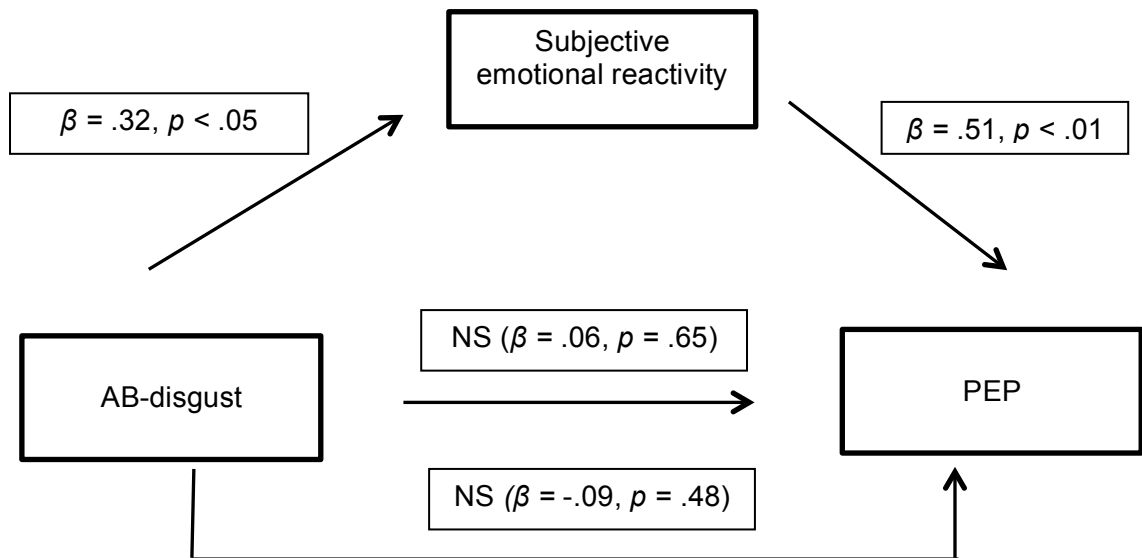 Subjective
emotional reactivity
β = .32, p < .05
β = .51, p < .01
NS (β = .06, p = .65)
AB-disgust
PEP
NS (β = -.09, p = .48)